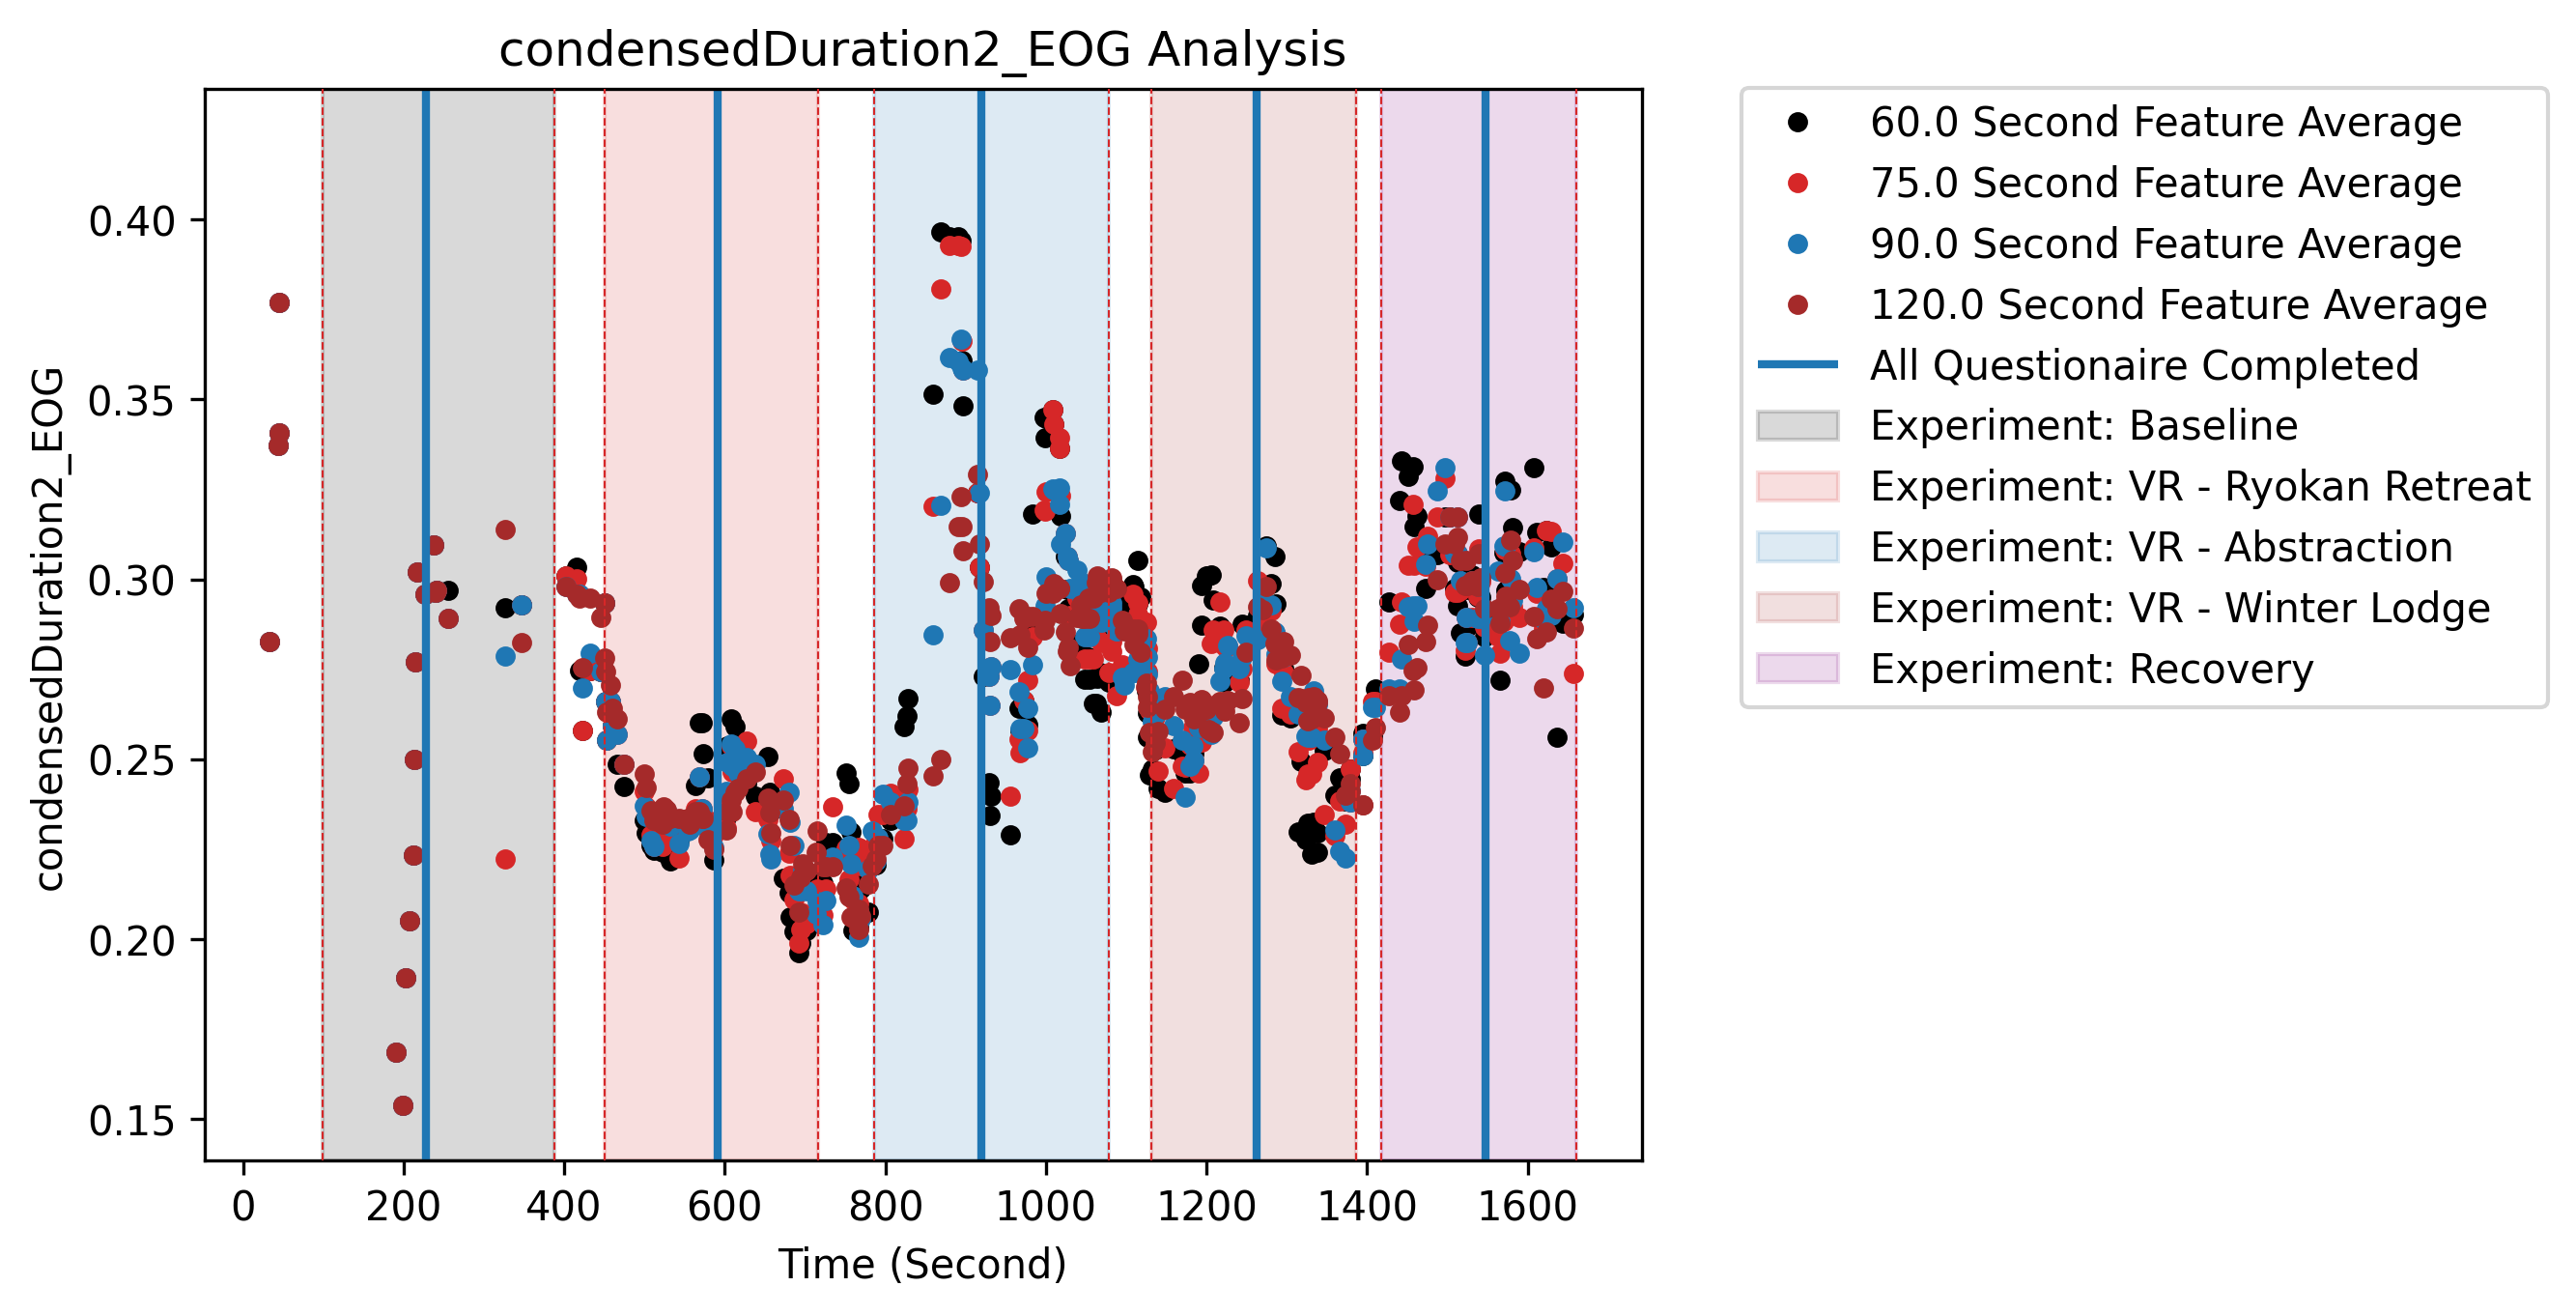 condensedDuration2_EOG Analysis
condensedDuration2_EOG
0.40
0.35
0.30
0.25
0.20
0.15
0 200 400 600 800 1000 1200 1400 1600
Time (Second)
60.0 Second Feature Average
75.0 Second Feature Average
90.0 Second Feature Average
120.0 Second Feature Average
All Questionaire Completed
Experiment: Baseline
Experiment: VR - Ryokan Retreat
Experiment: VR - Abstraction
Experiment: VR - Winter Lodge
Experiment: Recovery